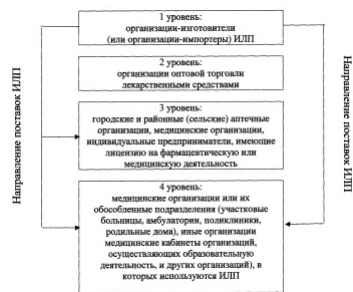 1 уровень:
организации-изготовители
(или организации-импортеры) ИЛП
2 уровень:
организации оптовой торговли
лекарственными средствами
3 уровень:
городские и районные (сельские) аптечные
организации, медицинские организации,
индивидуальные предприниматели, имеющие
лицензию на фармацевтическую или
медицинскую деятельность
4 уровень:
медицинские организации или их
обособленные подразделения (участковые
больницы, амбулатории, поликлиники,
родильные дома), иные организации
медицинские кабинеты организаций,
осуществляющих образовательную
деятельность, и других организаций), в
которых используются ИЛП
Направление поставок ИЛП
Направление поставок ИЛП